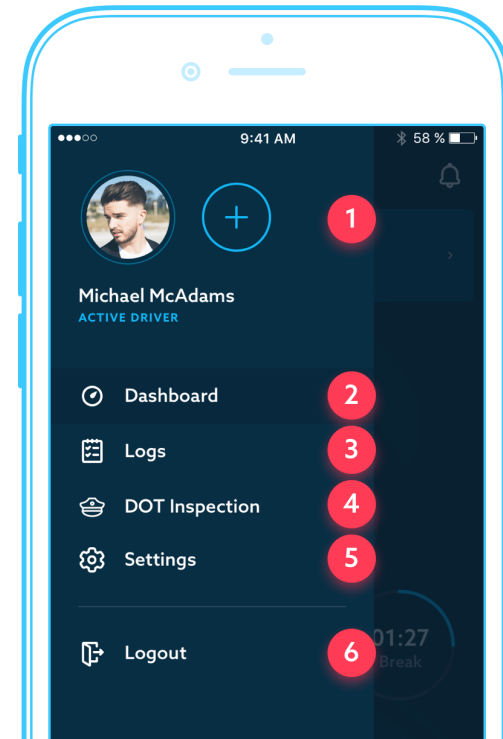 9:41 AM
58 %
1
Michael McAdams
ACTIVE DRIVER
Dashboard
2
Logs
3
DOT Inspection
4
Settings
5
Logout
6
01:27
Break